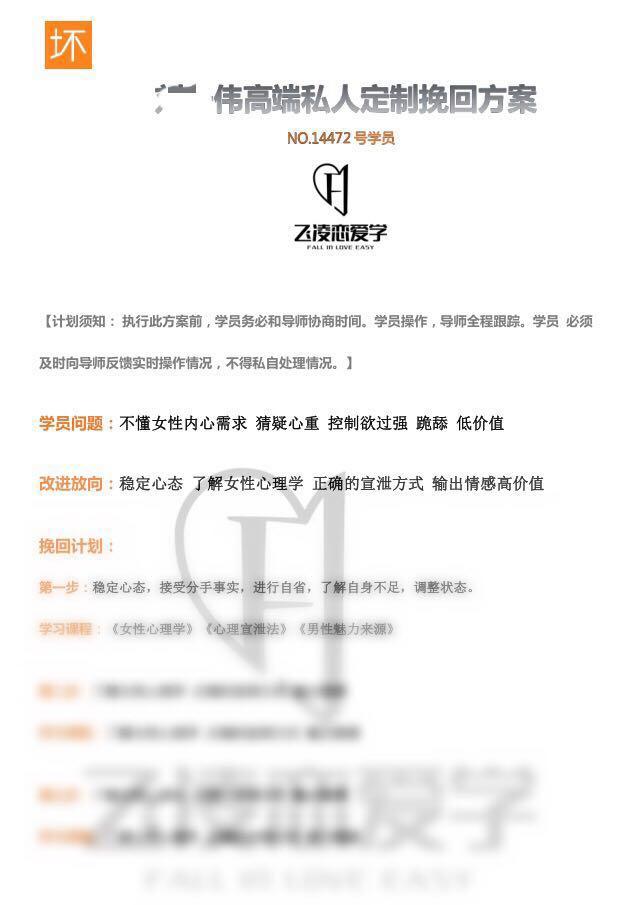 坏
伟高端私人定制挽回方案
NO.14472 号学员
飞凌恋爱学
FALL IN LOVE EASY
【计划须知： 执行此方案前，学员务必和导师协商时间。学员操作，导师全程跟踪。学员 必须
及时向导师反馈实时操作情况，不得私自处理情况。】
学员问题：不懂女性内心需求 猜疑心重 控制欲过强 跪舔 低价值
改进放向：稳定心态 了解女性心理学 正确的宣泄方式 输出情感高价值
挽回计划：
第一步：稳定心态，接受分手事实，进行自省，了解自身不足，调整状态。
学习课程：《女性心理学》《心理宣泄法》《男性魅力来源》
飞凌恋爱学
FALL IN LOVE EASY